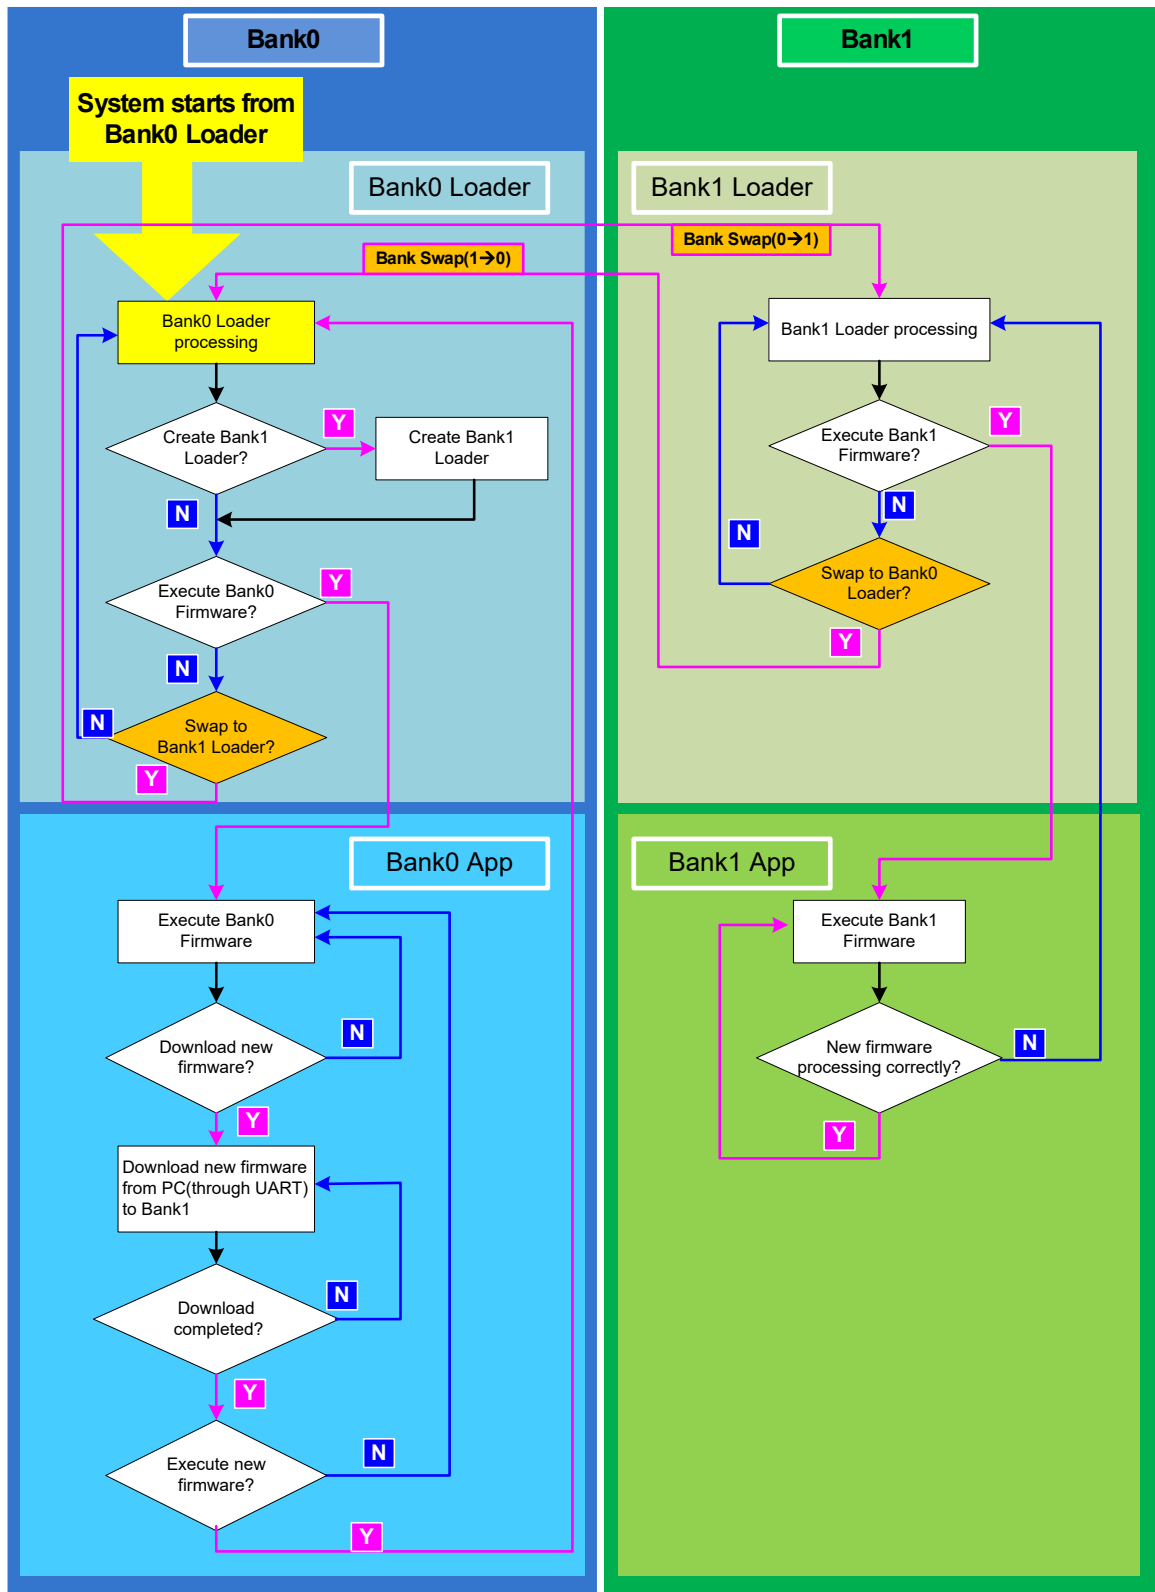 Bank0
System starts from
Bank0 Loader
Bank0 Loader
Bank Swap(1→0)
Bank0 Loader
processing
Create Bank1
Loader?
Y
Create Bank1
Loader
N
Execute Bank0
Firmware?
Y
N
Swap to
Bank1 Loader?
N
Y
Bank0 App
Execute Bank0
Firmware
Download new
firmware?
N
Y
Download new firmware
from PC(through UART)
to Bank1
Download
completed?
N
Y
Execute new
firmware?
N
Y
Bank1
Bank1 Loader
Bank Swap(0→1)
Bank1 Loader processing
Execute Bank1
Firmware?
Y
N
Swap to Bank0
Loader?
N
Y
Bank1 App
Execute Bank1
Firmware
New firmware
processing correctly?
N
Y